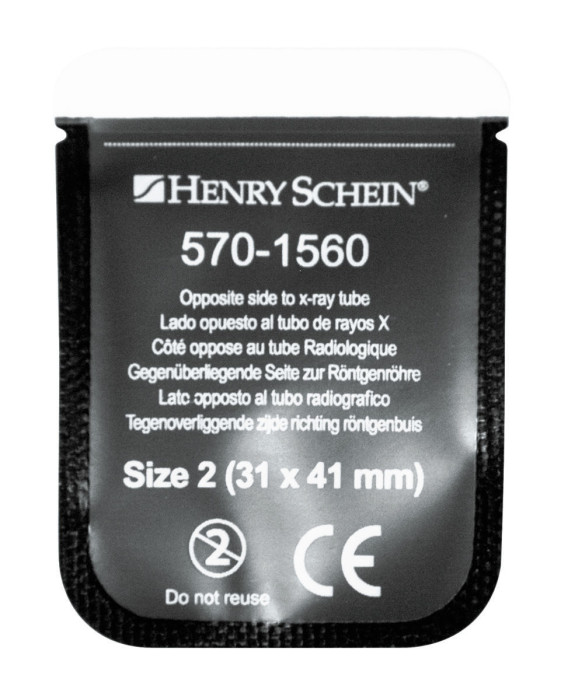 HENRY SCHEIN®
570-1560
Opposite side to x-ray tube
Lado opuesto al tubo de rayos X
Côté oppose au tube Radiologique
Gegenüberliegende Seite zur Röntgenröhre
Lato opposto al tubo radiografico
Tegenoverliggende zijde richting röntgenbuis
Size 2 (31 x 41 mm)
2 CE
Do not reuse